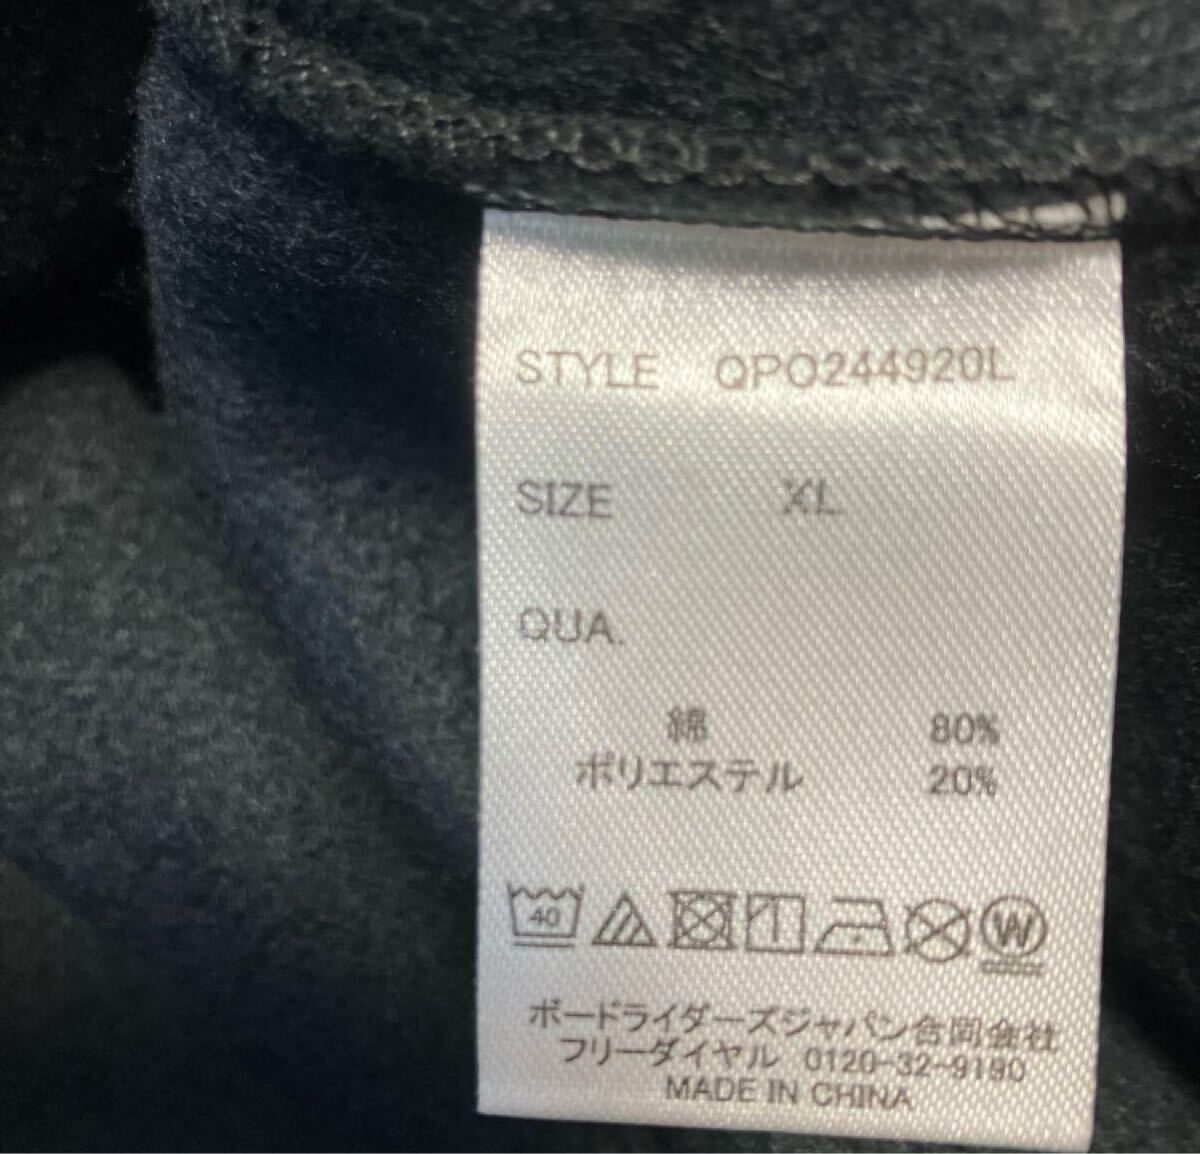 STYLE QPO244920L
SIZE XL
QUA.
綿 80%
ポリエステル 20%
40
W
ボードライダーズジャパン合同会社
フリーダイヤル 0120-32-9190
MADE IN CHINA